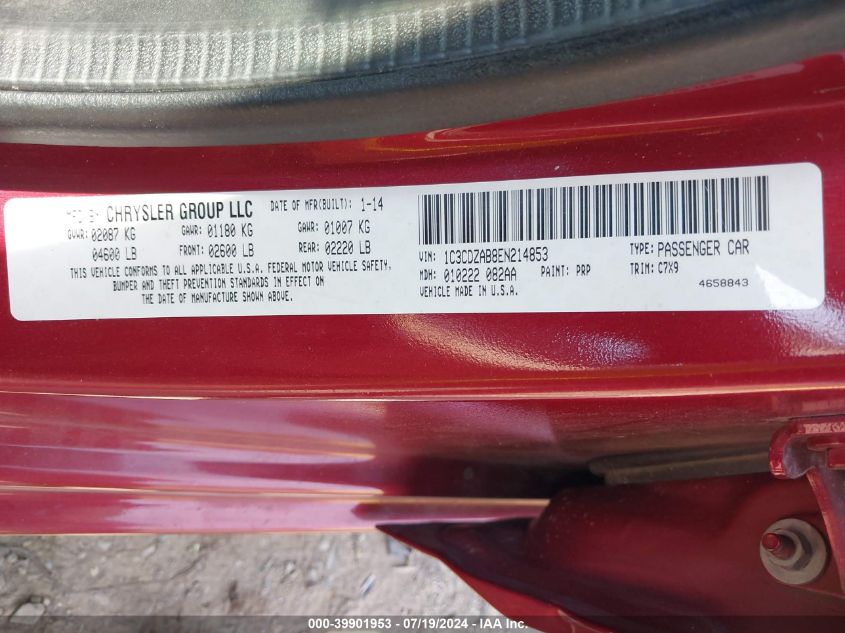 MFD BY CHRYSLER GROUP LLC DATE OF MFR(BUILT): 1-14
GVWR: 02087 KG GAWR: 01180 KG GAWR: 01007 KG
04600 LB FRONT: 02600 LB REAR: 02220 LB
THIS VEHICLE CONFORMS TO ALL APPLICABLE U.S.A. FEDERAL MOTOR VEHICLE SAFETY,
BUMPER AND THEFT PREVENTION STANDARDS IN EFFECT ON
THE DATE OF MANUFACTURE SHOWN ABOVE.
VIN: 1C3CDZAB8EN214853 TYPE: PASSENGER CAR
MDH: 010222 082AA PAINT: PRP TRIM: C7X9
VEHICLE MADE IN U.S.A. 4658843
000-39901953 - 07/19/2024 - IAA Inc.